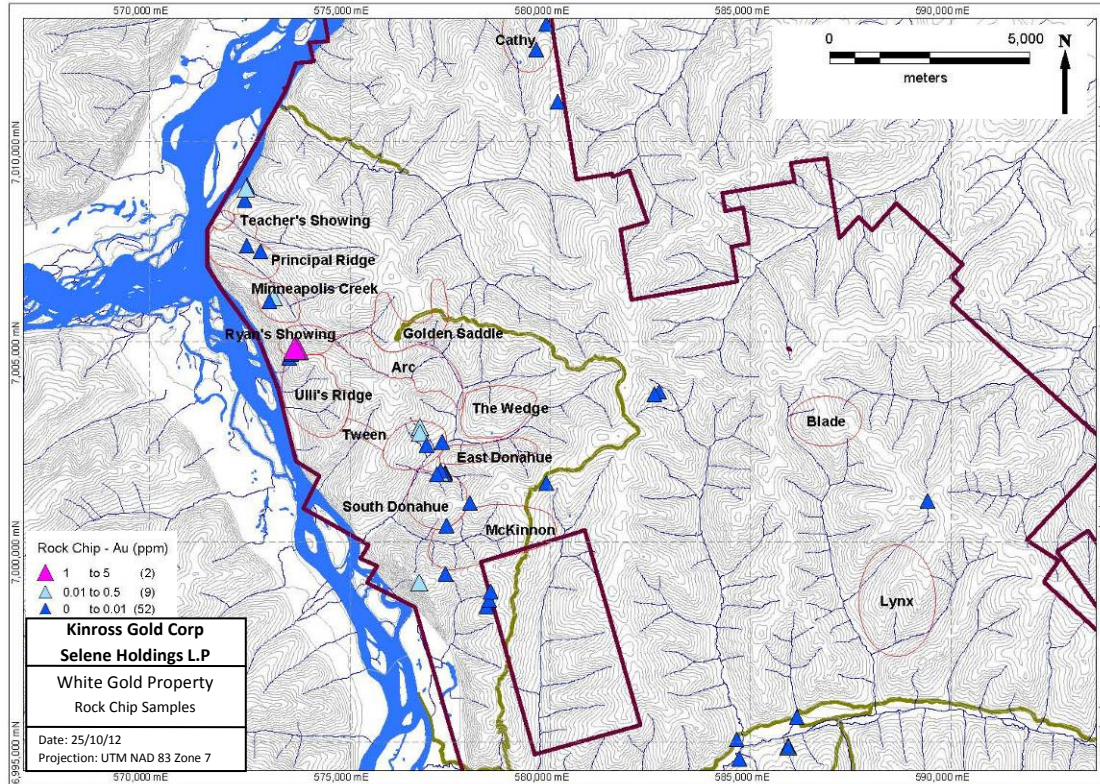 570,000 mE 575,000 mE 580,000 mE 585,000 mE 590,000 mE
0 5,000
meters
N
7,010,000 mN
7,005,000 mN
7,000,000 mN
6,995,000 mN
Cathy
Teacher's Showing
Principal Ridge
Minneapolis Creek
Ryan's Showing
Golden Saddle
Arc
Ulli's Ridge
The Wedge
Blade
Tween
East Donahue
South Donahue
McKinnon
Lynx
Rock Chip - Au (ppm)
1 to 5 (2)
0.01 to 0.5 (9)
0 to 0.01 (52)
Kinross Gold Corp
Selene Holdings L.P
White Gold Property
Rock Chip Samples
Date: 25/10/12
Projection: UTM NAD 83 Zone 7
570,000 mE 575,000 mE 580,000 mE 585,000 mE 590,000 mE